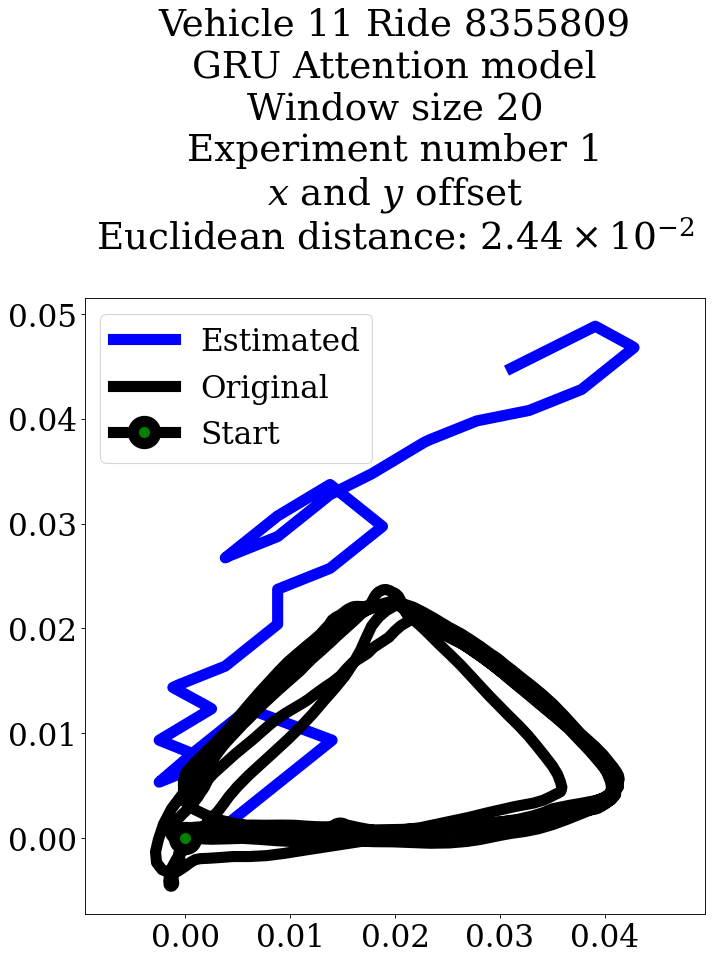 Vehicle 11 Ride 8355809
GRU Attention model
Window size 20
Experiment number 1
x and y offset
Euclidean distance: 2.44 × 10⁻²
0.05
0.04
0.03
0.02
0.01
0.00
Estimated
Original
Start
0.00 0.01 0.02 0.03 0.04